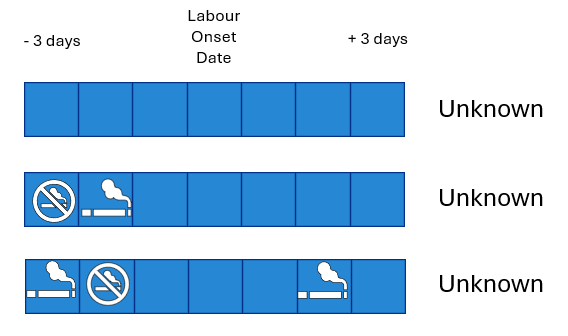 - 3 days
Labour
Onset
Date
+ 3 days
Unknown
Unknown
Unknown